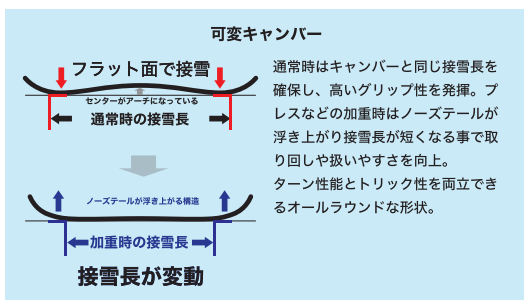 可変キャンバー
フラット面で接雪
センターがアーチになっている
通常時の接雪長
ノーズテールが浮き上がる構造
加重時の接雪長
接雪長が変動
通常時はキャンバーと同じ接雪長を
確保し、高いグリップ性を発揮。プ
レスなどの加重時はノーズテールが
浮き上がり接雪長が短くなる事で取
り回しや扱いやすさを向上。
ターン性能とトリック性を両立でき
るオールラウンドな形状。